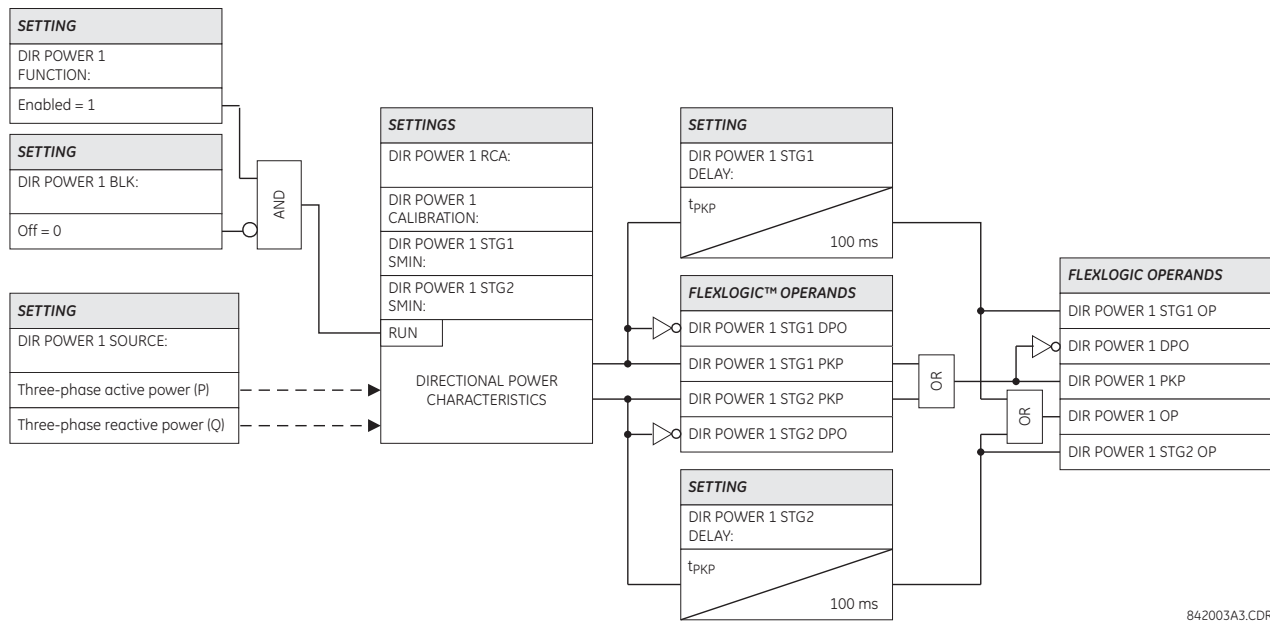 SETTING
DIR POWER 1
FUNCTION:
Enabled = 1
SETTING
DIR POWER 1 BLK:
Off = 0
AND
SETTING
DIR POWER 1 SOURCE:
Three-phase active power (P)
Three-phase reactive power (Q)
SETTINGS
DIR POWER 1 RCA:
DIR POWER 1
CALIBRATION:
DIR POWER 1 STG1
SMIN:
DIR POWER 1 STG2
SMIN:
RUN
DIRECTIONAL POWER
CHARACTERISTICS
SETTING
DIR POWER 1 STG1
DELAY:
tPKP
100 ms
FLEXLOGIC™ OPERANDS
DIR POWER 1 STG1 DPO
DIR POWER 1 STG1 PKP
DIR POWER 1 STG2 PKP
DIR POWER 1 STG2 DPO
SETTING
DIR POWER 1 STG2
DELAY:
tPKP
100 ms
OR
OR
FLEXLOGIC OPERANDS
DIR POWER 1 STG1 OP
DIR POWER 1 DPO
DIR POWER 1 PKP
DIR POWER 1 OP
DIR POWER 1 STG2 OP
842003A3.CDR